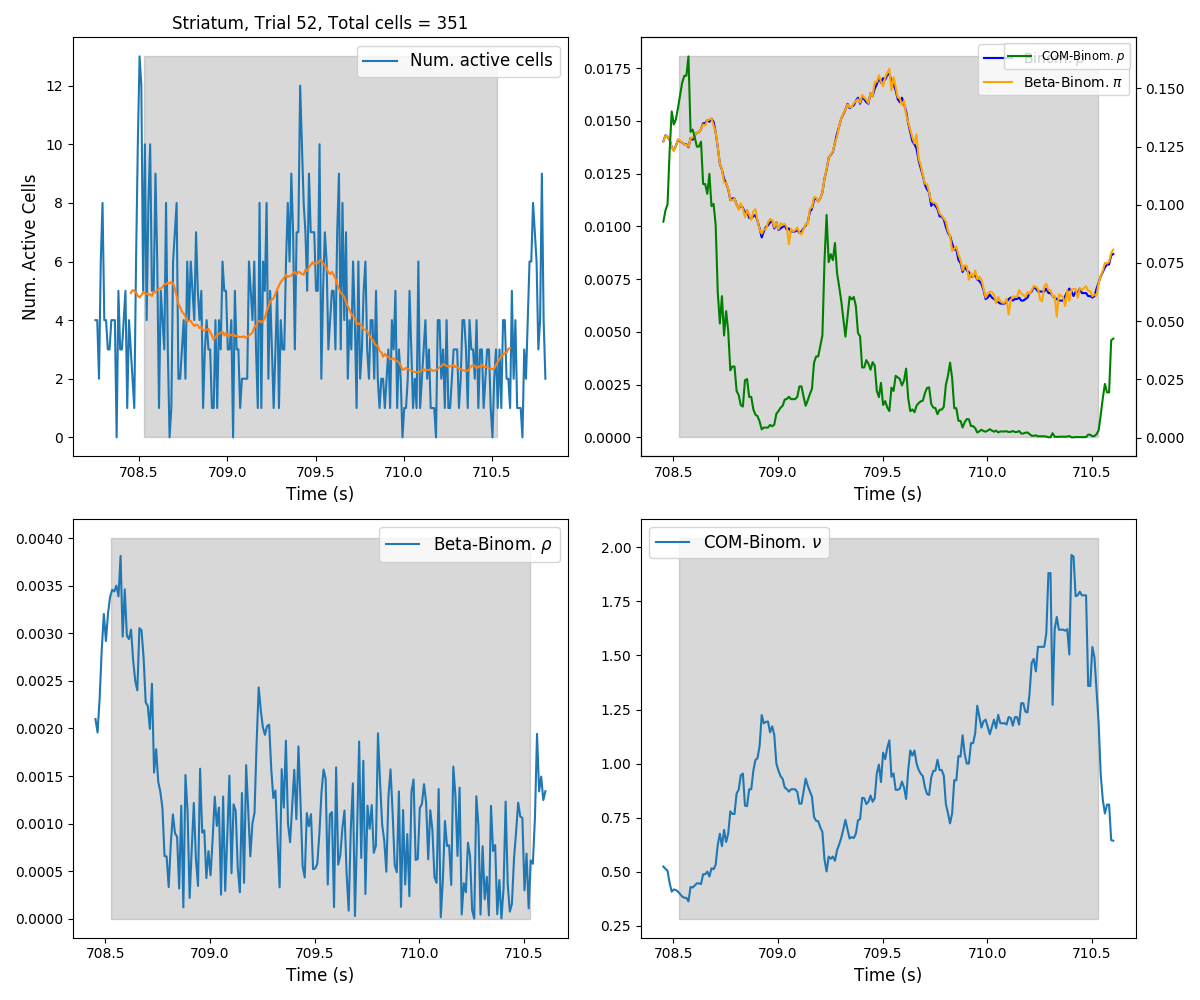 Striatum, Trial 52, Total cells = 351
Num. active cells
Num. Active Cells
12
10
8
6
4
2
0
708.5 709.0 709.5 710.0 710.5
Time (s)
COM-Binom. p
Beta-Binom. π
0.0175
0.0150
0.0125
0.0100
0.0075
0.0050
0.0025
0.0000
0.150
0.125
0.100
0.075
0.050
0.025
0.000
708.5 709.0 709.5 710.0 710.5
Time (s)
Beta-Binom. ρ
0.0040
0.0035
0.0030
0.0025
0.0020
0.0015
0.0010
0.0005
0.0000
708.5 709.0 709.5 710.0 710.5
Time (s)
COM-Binom. ν
2.00
1.75
1.50
1.25
1.00
0.75
0.50
0.25
708.5 709.0 709.5 710.0 710.5
Time (s)